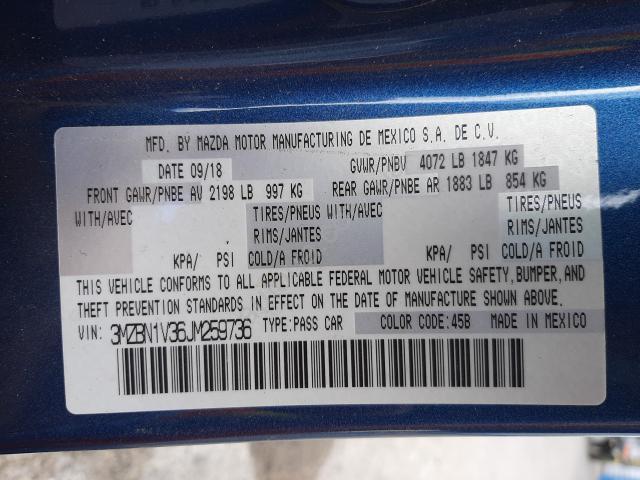 MFD. BY MAZDA MOTOR MANUFACTURING DE MEXICO S.A. DE C.V.
DATE 09/18 GVWR/PNBV 4072 LB 1847 KG
FRONT GAWR/PNBE AV 2198 LB 997 KG REAR GAWR/PNBE AR 1883 LB 854 KG
WITH/AVEC TIRES/PNEUS WITH/AVEC TIRES/PNEUS
RIMS/JANTES RIMS/JANTES
KPA/ PSI COLD/A FROID KPA/ PSI COLD/A FROID
THIS VEHICLE CONFORMS TO ALL APPLICABLE FEDERAL MOTOR VEHICLE SAFETY, BUMPER, AND
THEFT PREVENTION STANDARDS IN EFFECT ON THE DATE OF MANUFACTURE SHOWN ABOVE.
VIN: 3MZBN1V36JM259736 TYPE:PASS CAR COLOR CODE:45B MADE IN MEXICO